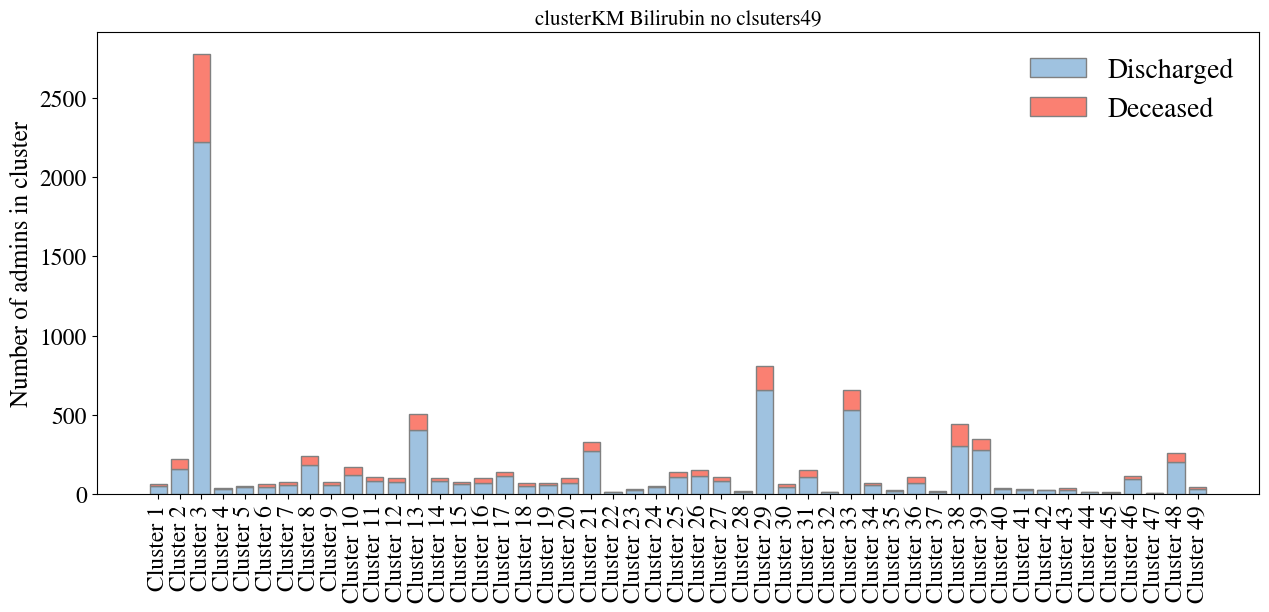 clusterKM Bilirubin no clsuters49
Discharged
Deceased
Number of admins in cluster
2500
2000
1500
1000
500
0
Cluster 1
Cluster 2
Cluster 3
Cluster 4
Cluster 5
Cluster 6
Cluster 7
Cluster 8
Cluster 9
Cluster 10
Cluster 11
Cluster 12
Cluster 13
Cluster 14
Cluster 15
Cluster 16
Cluster 17
Cluster 18
Cluster 19
Cluster 20
Cluster 21
Cluster 22
Cluster 23
Cluster 24
Cluster 25
Cluster 26
Cluster 27
Cluster 28
Cluster 29
Cluster 30
Cluster 31
Cluster 32
Cluster 33
Cluster 34
Cluster 35
Cluster 36
Cluster 37
Cluster 38
Cluster 39
Cluster 40
Cluster 41
Cluster 42
Cluster 43
Cluster 44
Cluster 45
Cluster 46
Cluster 47
Cluster 48
Cluster 49